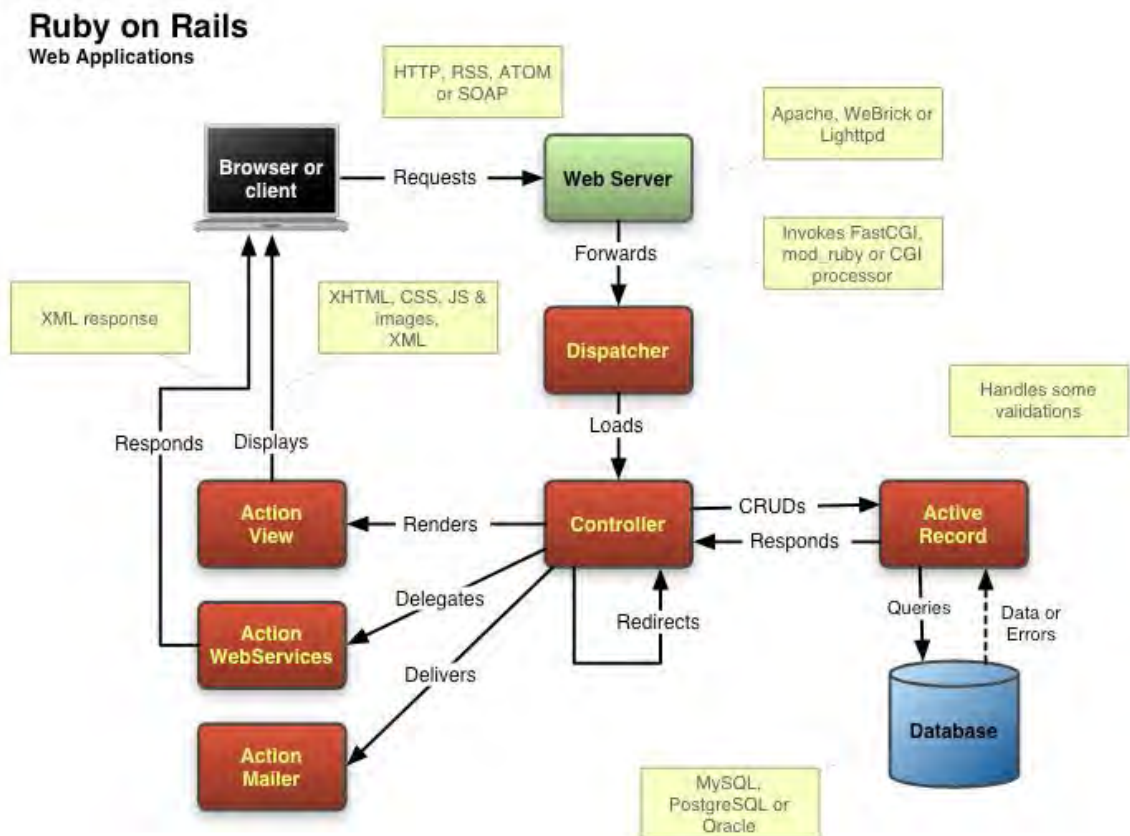 Ruby on Rails
Web Applications
HTTP, RSS, ATOM
or SOAP
Apache, WeBrick or
Lighttpd
Browser or
client
Requests
Web Server
Forwards
Invokes FastCGI,
mod_ruby or CGI
processor
XML response
XHTML, CSS, JS &
images,
XML
Dispatcher
Handles some
validations
Loads
Responds
Displays
Action
View
Renders
Controller
CRUDs
Responds
Active
Record
Delegates
Redirects
Queries
Data or
Errors
Action
WebServices
Delivers
Action
Mailer
Database
MySQL,
PostgreSQL or
Oracle